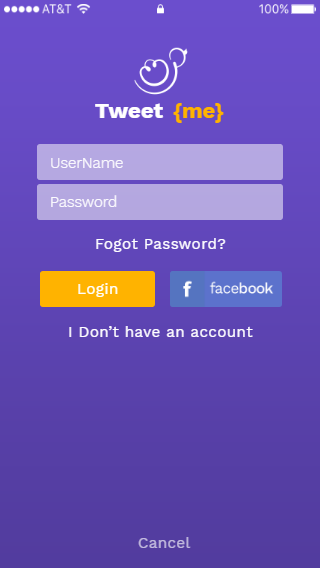 AT&T 100%
Tweet {me}
UserName
Password
Fogot Password?
Login f facebook
I Don’t have an account
Cancel